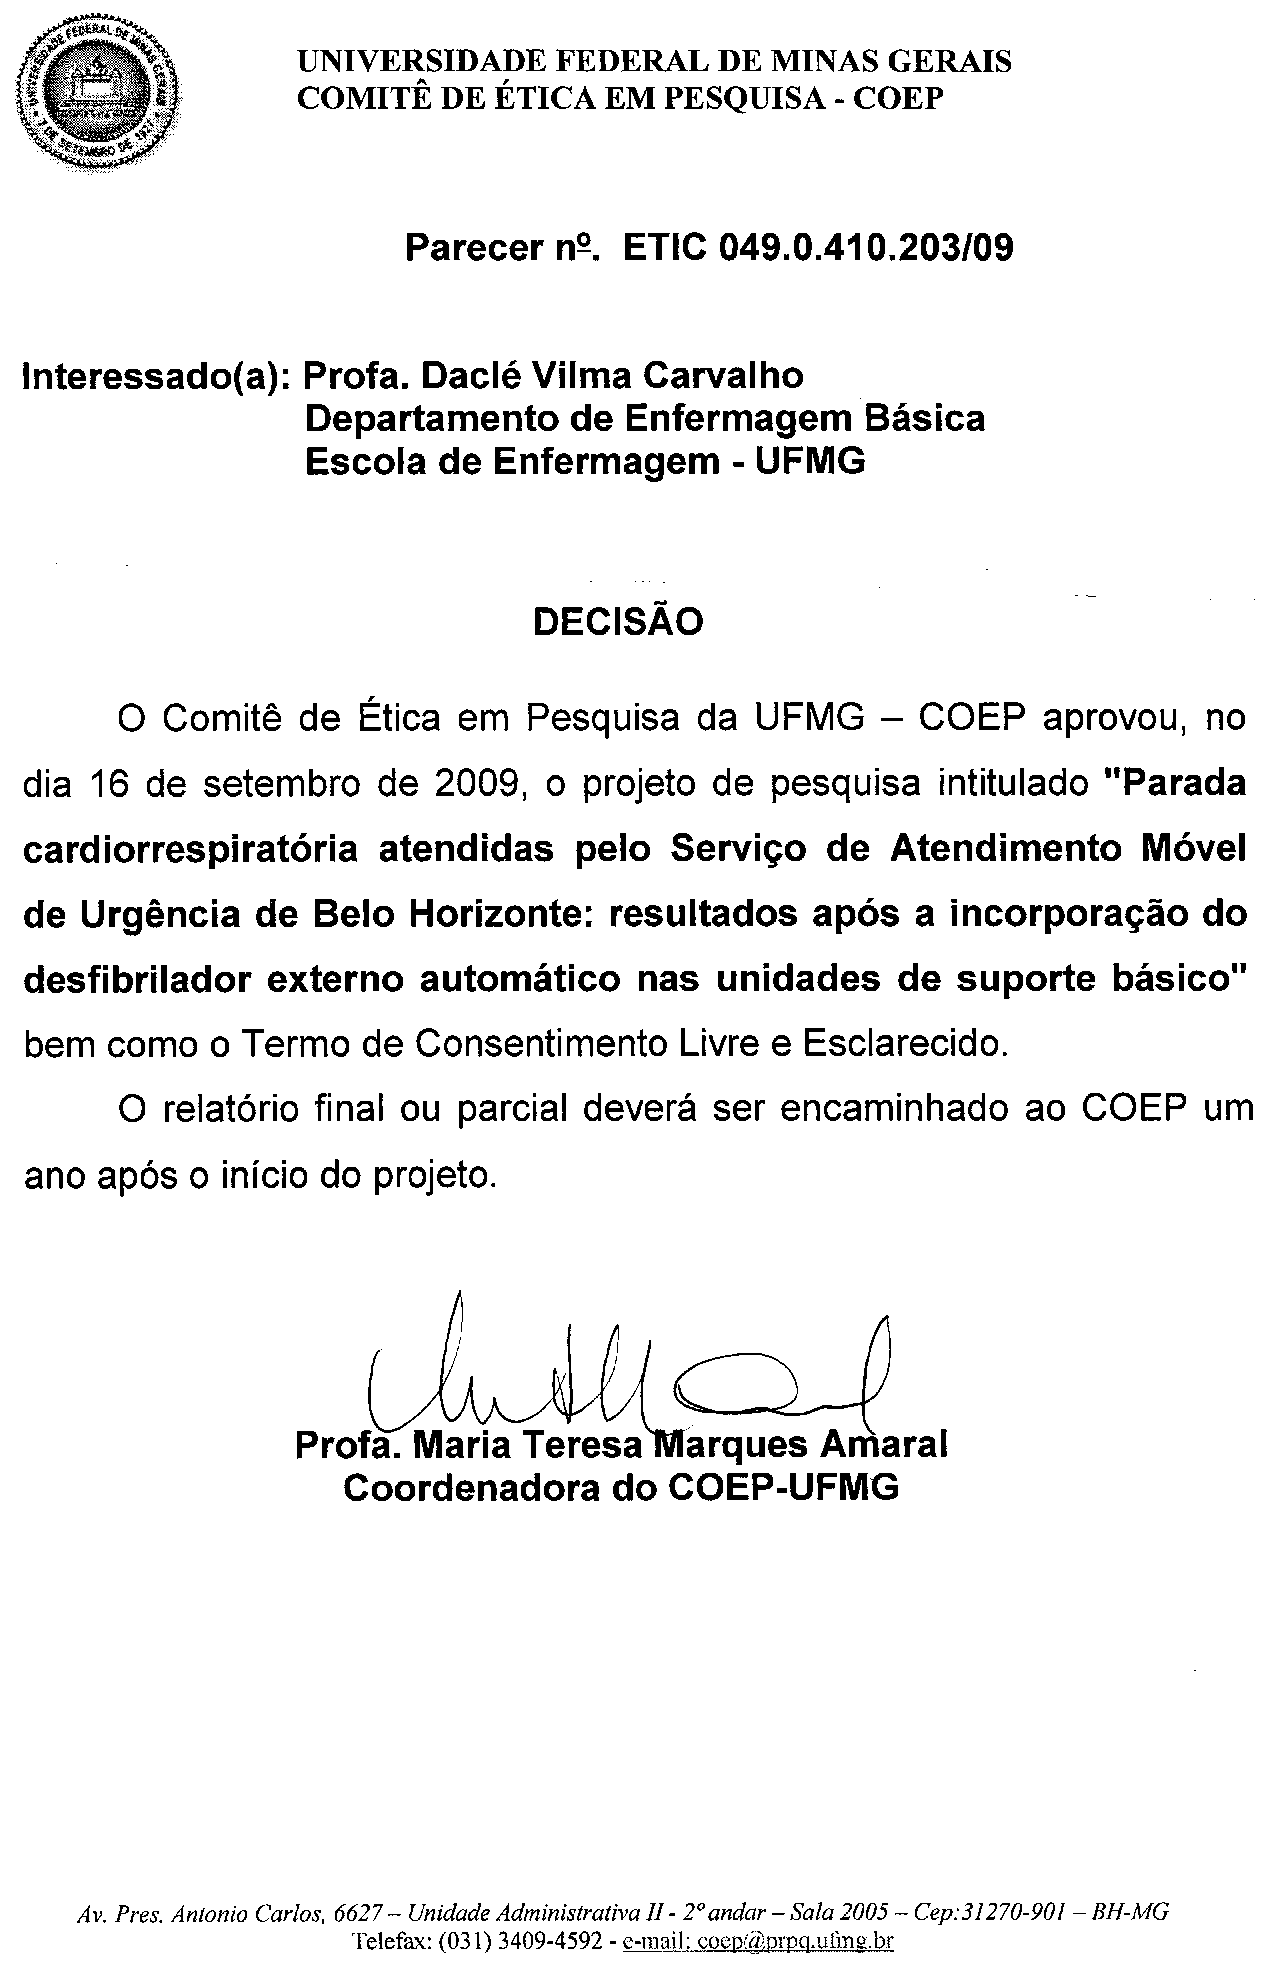 UNIVERSIDADE FEDERAL DE MINAS GERAIS
COMITÊ DE ÉTICA EM PESQUISA - COEP
Parecer nº. ETIC 049.0.410.203/09
Interessado(a): Profa. Daclé Vilma Carvalho
Departamento de Enfermagem Básica
Escola de Enfermagem - UFMG
DECISÃO
O Comitê de Ética em Pesquisa da UFMG – COEP aprovou, no
dia 16 de setembro de 2009, o projeto de pesquisa intitulado "Parada
cardiorrespiratória atendidas pelo Serviço de Atendimento Móvel
de Urgência de Belo Horizonte: resultados após a incorporação do
desfibrilador externo automático nas unidades de suporte básico"
bem como o Termo de Consentimento Livre e Esclarecido.
O relatório final ou parcial deverá ser encaminhado ao COEP um
ano após o início do projeto.
Profa. Maria Teresa Marques Amaral
Coordenadora do COEP-UFMG
Av. Pres. Antonio Carlos, 6627 – Unidade Administrativa II - 2º andar – Sala 2005 – Cep:31270-901 – BH-MG
Telefax: (031) 3409-4592 - e-mail: coep@prpq.ufmg.br